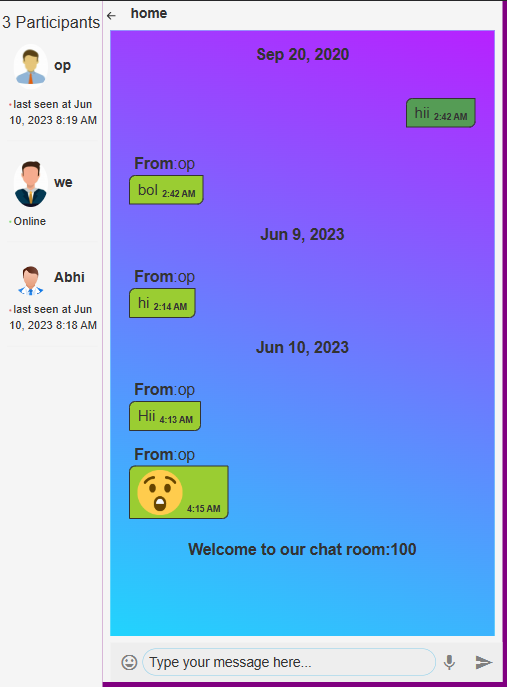 3 Participants
op
last seen at Jun
10, 2023 8:19 AM
we
Online
Abhi
last seen at Jun
10, 2023 8:18 AM
home
Sep 20, 2020
hii 2:42 AM
From:op
bol 2:42 AM
Jun 9, 2023
From:op
hi 2:14 AM
Jun 10, 2023
From:op
Hii 4:13 AM
From:op
4:15 AM
Welcome to our chat room:100
Type your message here...